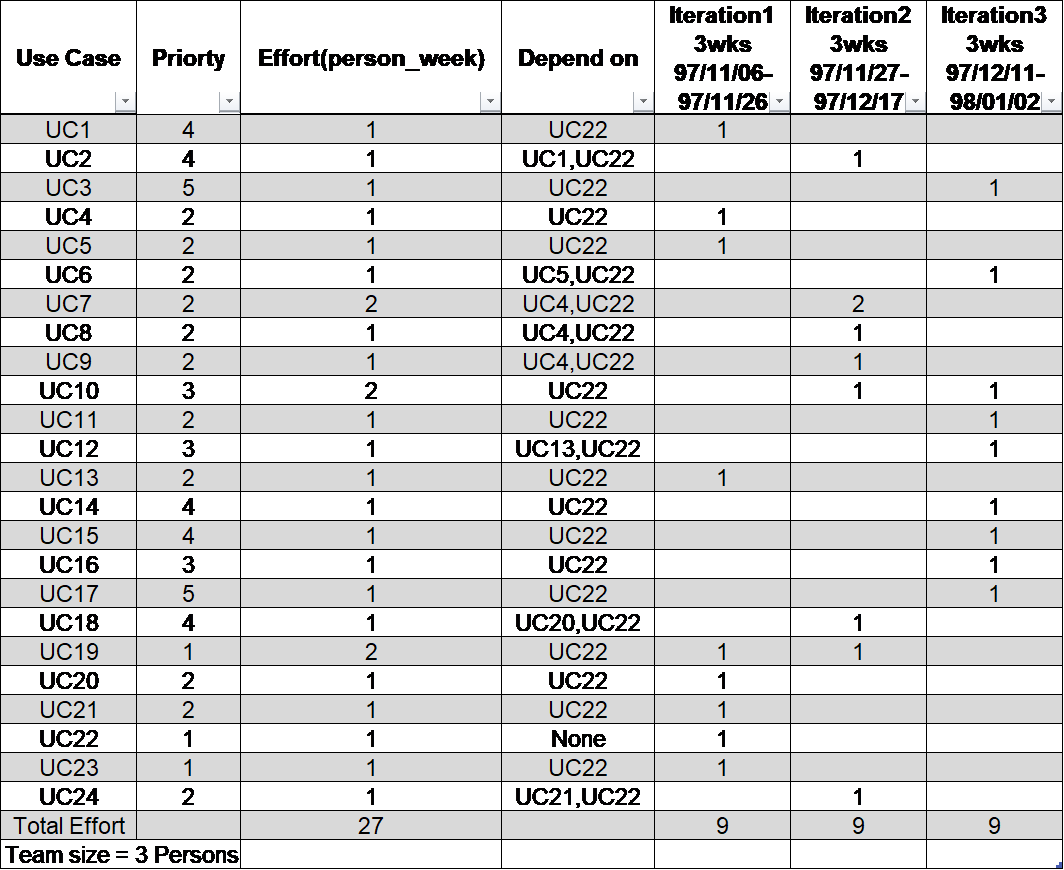 Use Case Priorty Effort(person_week) Depend on Iteration1 3wks 97/11/06-97/11/26 Iteration2 3wks 97/11/27-97/12/17 Iteration3 3wks 97/12/11-98/01/02
UC1 4 1 UC22 1
UC2 4 1 UC1,UC22 1
UC3 5 1 UC22 1
UC4 2 1 UC22 1
UC5 2 1 UC22 1
UC6 2 1 UC5,UC22 1
UC7 2 2 UC4,UC22 2
UC8 2 1 UC4,UC22 1
UC9 2 1 UC4,UC22 1
UC10 3 2 UC22 1 1
UC11 2 1 UC22 1
UC12 3 1 UC13,UC22 1
UC13 2 1 UC22 1
UC14 4 1 UC22 1
UC15 4 1 UC22 1
UC16 3 1 UC22 1
UC17 5 1 UC22 1
UC18 4 1 UC20,UC22 1
UC19 1 2 UC22 1 1
UC20 2 1 UC22 1
UC21 2 1 UC22 1
UC22 1 1 None 1
UC23 1 1 UC22 1
UC24 2 1 UC21,UC22 1
Total Effort 27 9 9 9
Team size = 3 Persons